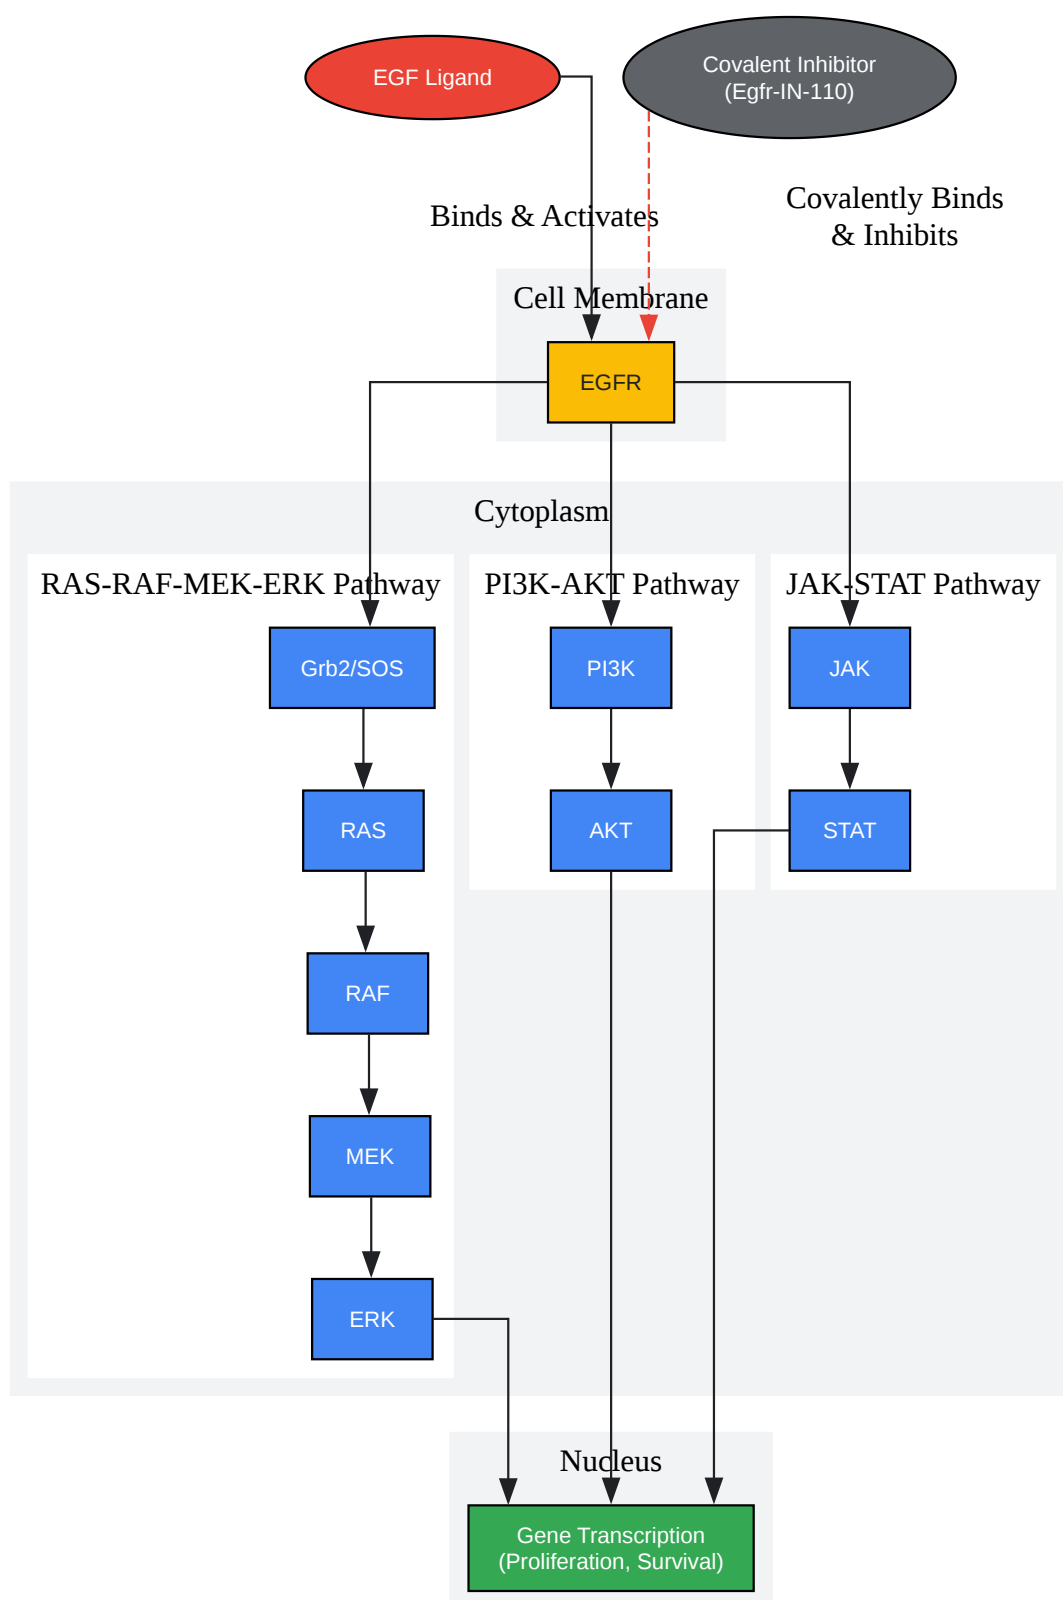 EGF Ligand
Covalent Inhibitor
(Egfr-IN-110)
Binds & Activates
Covalently Binds
& Inhibits
Cell Membrane
EGFR
Cytoplasm
RAS-RAF-MEK-ERK Pathway
PI3K-AKT Pathway
JAK-STAT Pathway
Grb2/SOS
PI3K
JAK
RAS
AKT
STAT
RAF
MEK
ERK
Nucleus
Gene Transcription
(Proliferation, Survival)